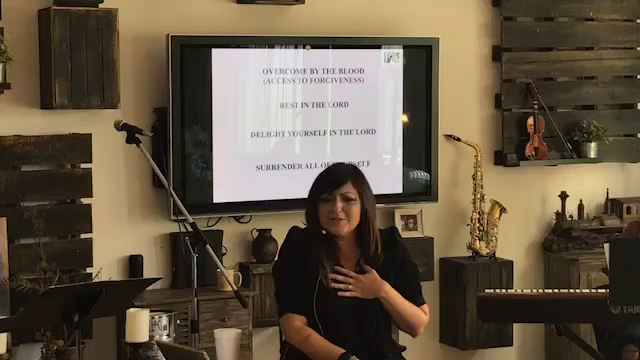 OVERCOME BY THE BLOOD
(ACCESS TO FORGIVENESS)
REST IN THE LORD
DELIGHT YOURSELF IN THE LORD
SURRENDER ALL OF